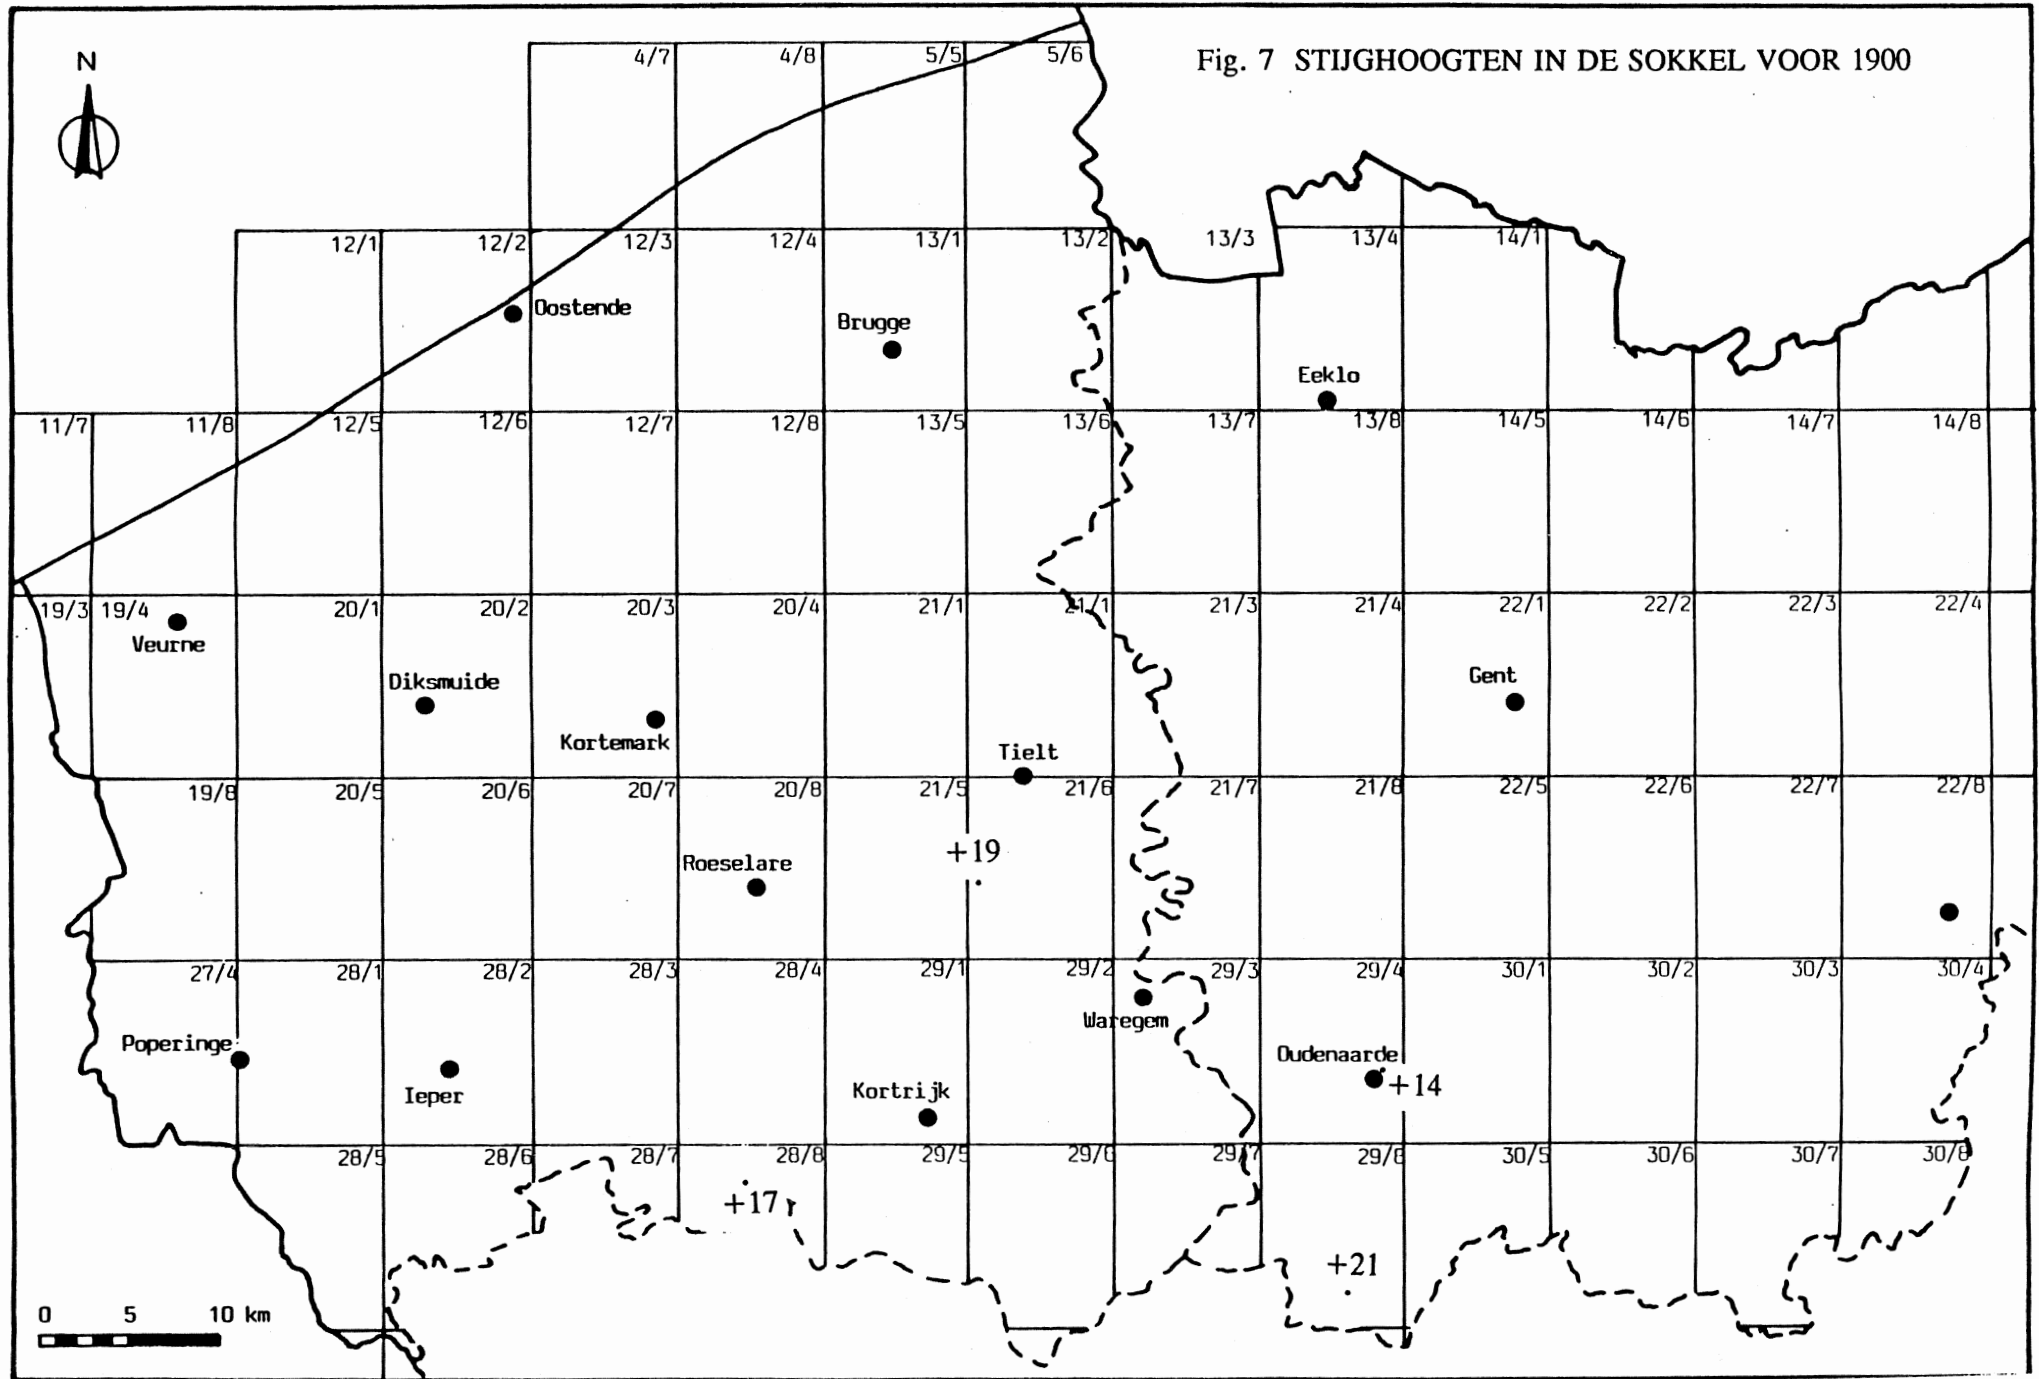 Fig. 7 STIJGHOOGTEN IN DE SOKKEL VOOR 1900
N
4/7 4/8 5/5 5/6
12/1 12/2 12/3 12/4 13/1 13/2 13/3 13/4 14/1
Oostende
Brugge
Eeklo
11/7 11/8 12/5 12/6 12/7 12/8 13/5 13/6 13/7 13/8 14/5 14/6 14/7 14/8
19/3 19/4 20/1 20/2 20/3 20/4 21/1 21/1 21/3 21/4 22/1 22/2 22/3 22/4
Veurne
Diksmuide
Gent
Kortemark
Tielt
19/8 20/5 20/6 20/7 20/8 21/5 21/6 21/7 21/8 22/5 22/6 22/7 22/8
+19
Roeselare
27/4 28/1 28/2 28/3 28/4 29/1 29/2 29/3 29/4 30/1 30/2 30/3 30/4
Waregem
Poperinge
Oudenaarde
+14
Ieper
Kortrijk
28/5 28/6 28/7 28/8 29/5 29/6 29/7 29/8 30/5 30/6 30/7 30/8
+17
+21
0 5 10 km